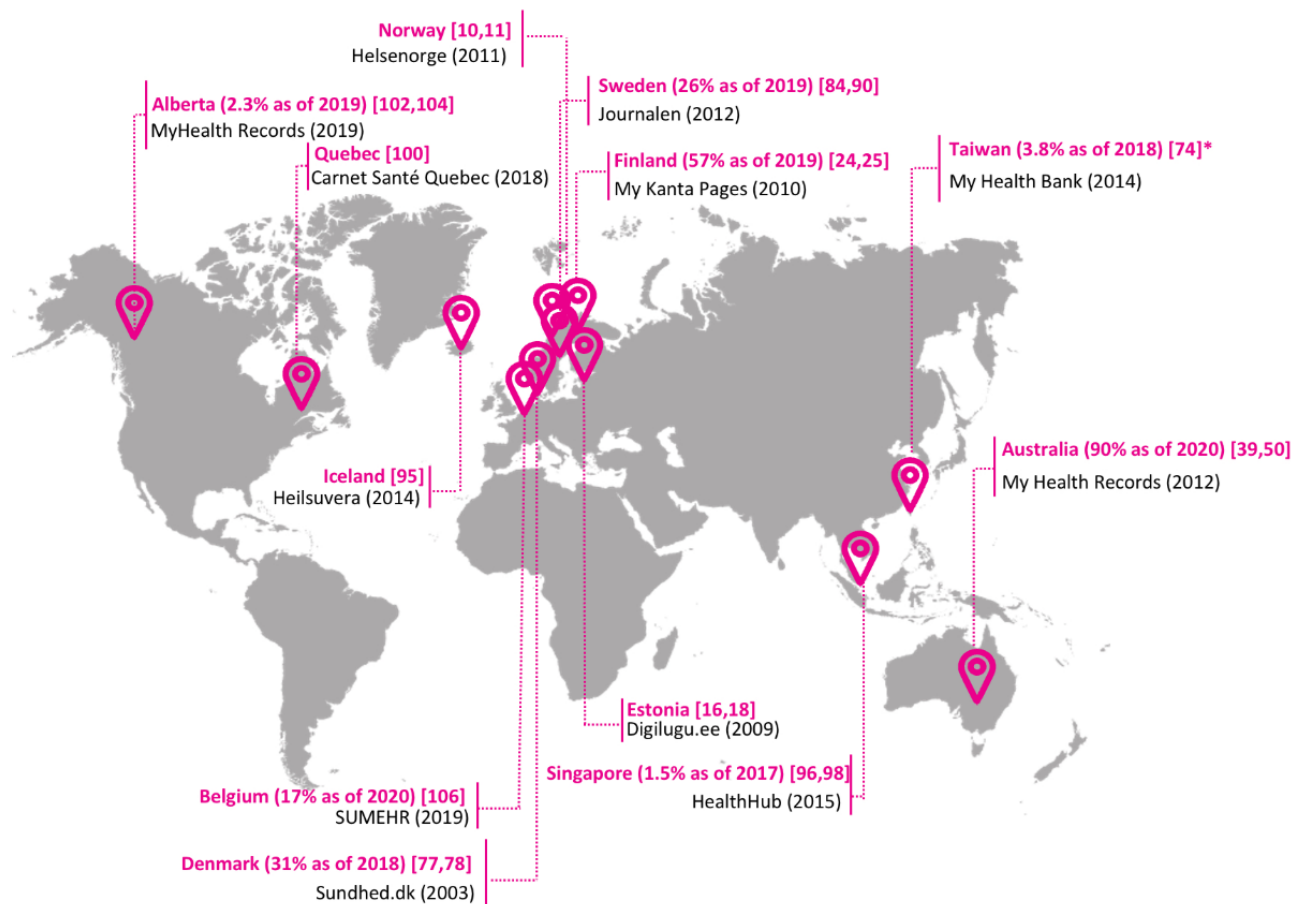 Norway [10,11]
Helsenorge (2011)
Sweden (26% as of 2019) [84,90]
Journalen (2012)
Alberta (2.3% as of 2019) [102,104]
MyHealth Records (2019)
Quebec [100]
Carnet Santé Quebec (2018)
Finland (57% as of 2019) [24,25]
My Kanta Pages (2010)
Taiwan (3.8% as of 2018) [74]*
My Health Bank (2014)
Australia (90% as of 2020) [39,50]
My Health Records (2012)
Iceland [95]
Heilsuvera (2014)
Estonia [16,18]
Digilugu.ee (2009)
Singapore (1.5% as of 2017) [96,98]
HealthHub (2015)
Belgium (17% as of 2020) [106]
SUMEHR (2019)
Denmark (31% as of 2018) [77,78]
Sundhed.dk (2003)